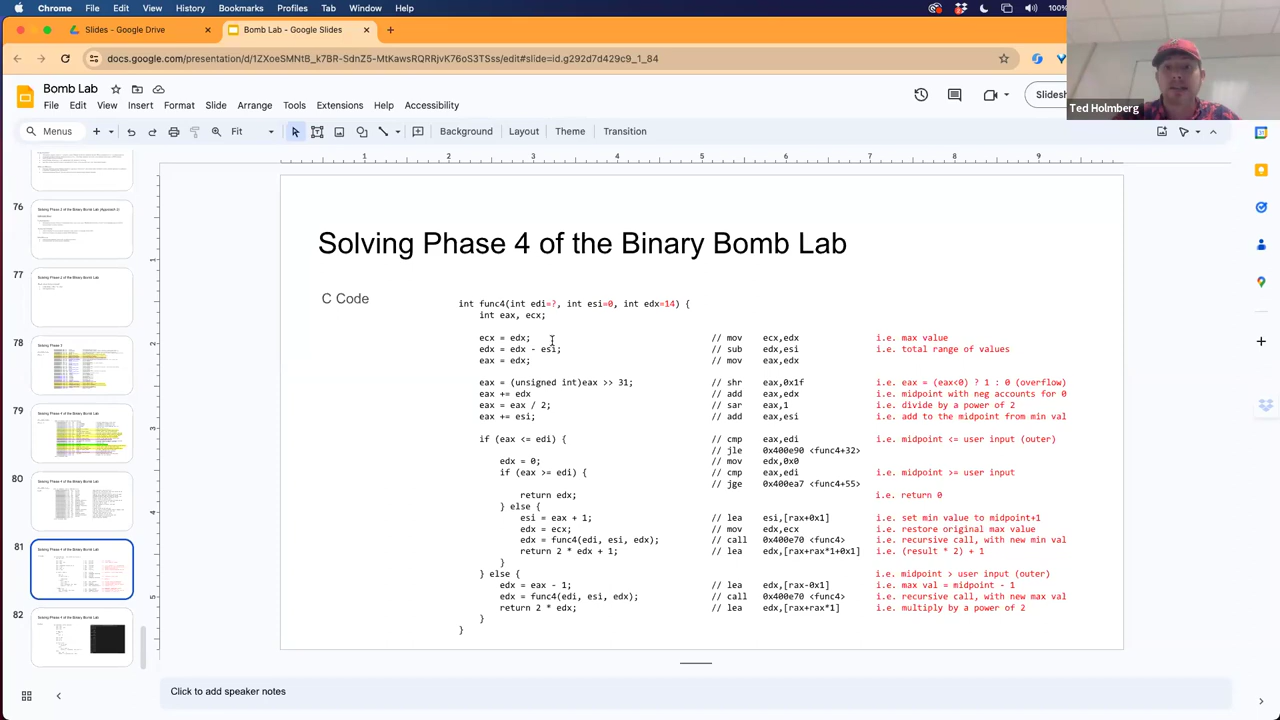 Chrome File Edit View History Bookmarks Profiles Tab Window Help 100%
Slides - Google Drive
Bomb Lab - Google Slides
docs.google.com/presentation/d/1ZXoeSMNtB_k7BR-SdnZ5-MtKawsRQRRjvK76oS3TSss/edit#slide=id.g292d7d429c9_1_84
Ted Holmberg
Bomb Lab
Slidesh
File Edit View Insert Format Slide Arrange Tools Extensions Help Accessibility
Menus
Fit
Background Layout Theme Transition
1 2 3 4 5 6 7 8 9
76
77
78
79
80
81
82
Solving Phase 4 of the Binary Bomb Lab
C Code
int func4(int edi=?, int esi=0, int edx=14) {
int eax, ecx;
ecx = edx; // mov ecx,edx i.e. max value
edx = edx - esi; // sub edx,esi i.e. total range of values
eax = edx; // mov eax,edx
eax = (unsigned int)eax >> 31; // shr eax,0x1f i.e. eax = (eax<0) ? 1 : 0 (overflow)
eax += edx // add eax,edx i.e. midpoint with neg accounts for 0
eax = eax / 2; // sar eax,1 i.e. divide by a power of 2
eax += esi; // add eax,esi i.e. add to the midpoint from min val
if (eax <= edi) { // cmp eax,edi i.e. midpoint <= user input (outer)
// jle 0x400e90 <func4+32>
edx = 0; // mov edx,0x0
if (eax >= edi) { // cmp eax,edi i.e. midpoint >= user input
// jge 0x400ea7 <func4+55>
return edx; i.e. return 0
} else {
esi = eax + 1; // lea esi,[rax+0x1] i.e. set min value to midpoint+1
edx = ecx; // mov edx,ecx i.e. restore original max value
edx = func4(edi, esi, edx); // call 0x400e70 <func4> i.e. recursive call, with new min val
return 2 * edx + 1; // lea edx,[rax+rax*1+0x1] i.e. (result * 2) + 1
}
} else { i.e. midpoint > user input (outer)
edx = eax - 1; // lea edx,[rax-0x1] i.e. max val = midpoint - 1
edx = func4(edi, esi, edx); // call 0x400e70 <func4> i.e. recursive call, with new max val
return 2 * edx; // lea edx,[rax+rax*1] i.e. multiply by a power of 2
}
Click to add speaker notes